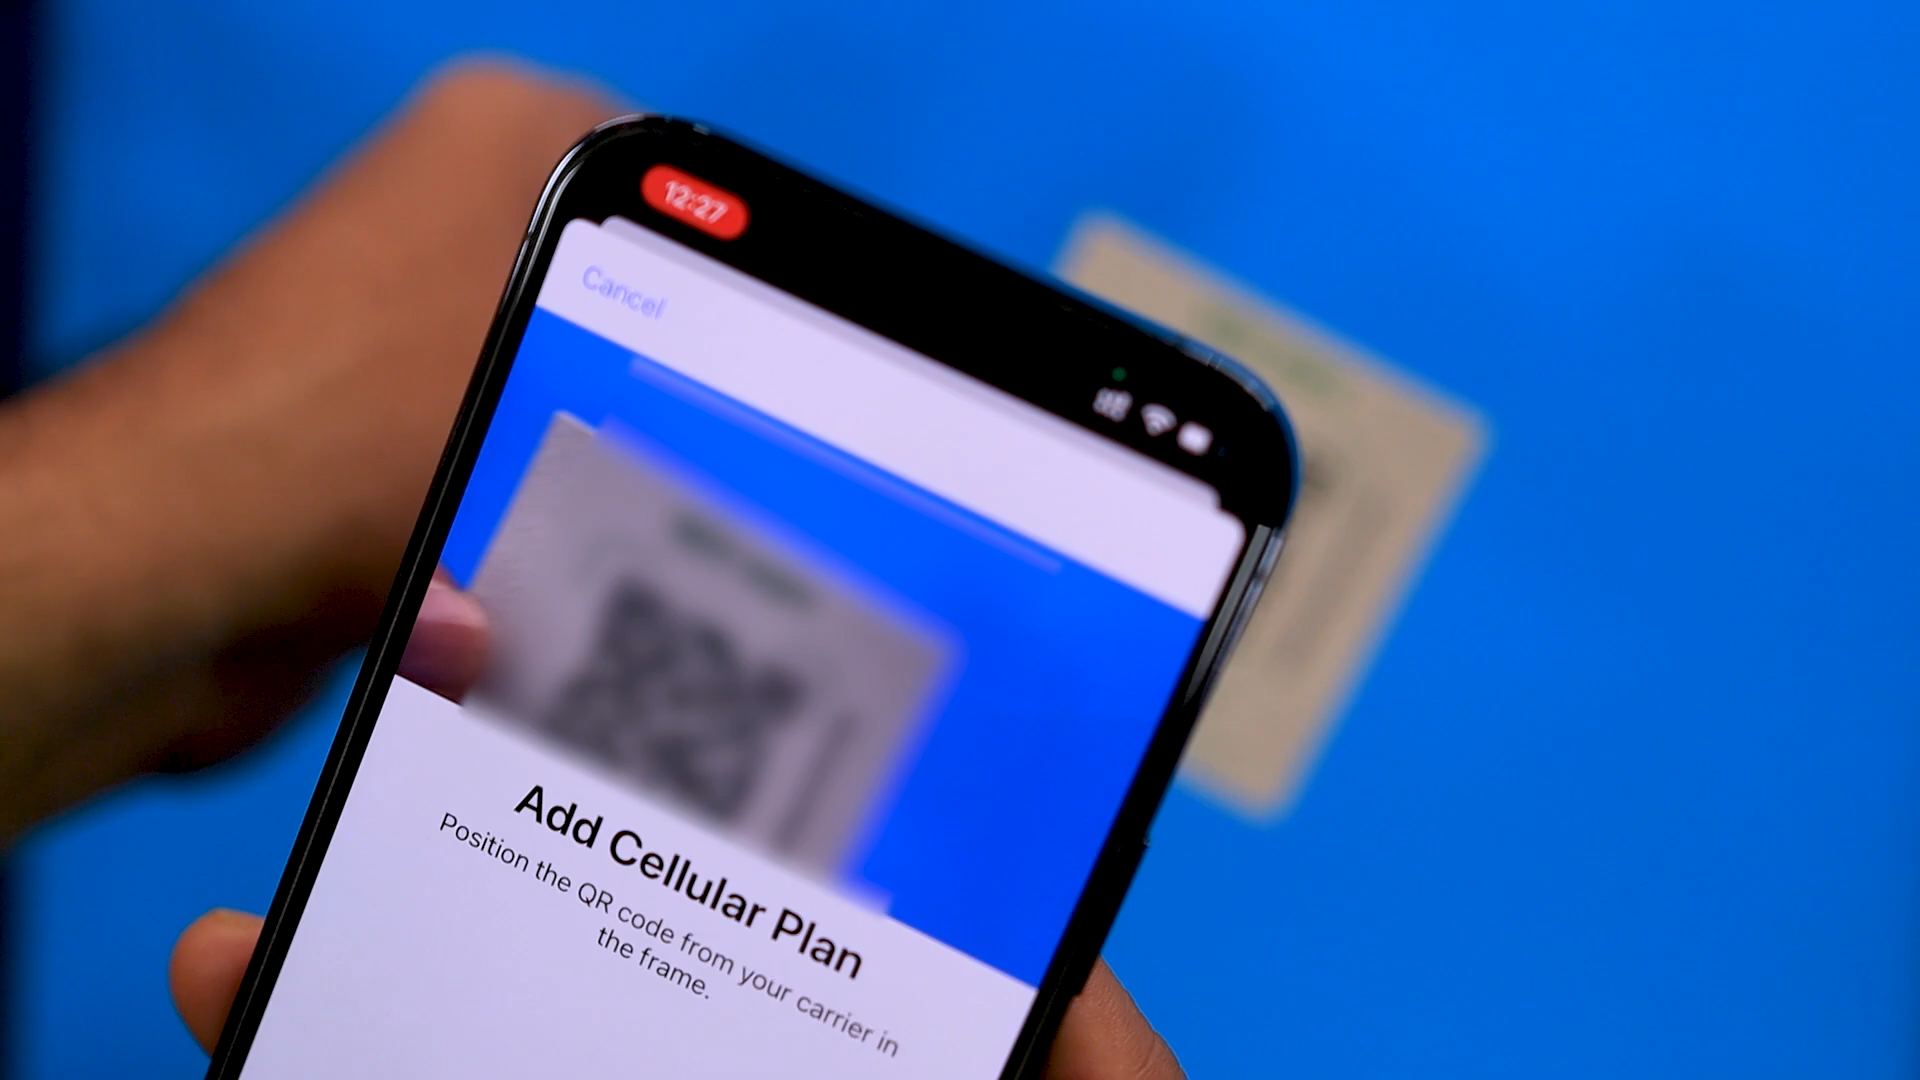 12:27
Cancel
Add Cellular Plan
Position the QR code from your carrier in
the frame.